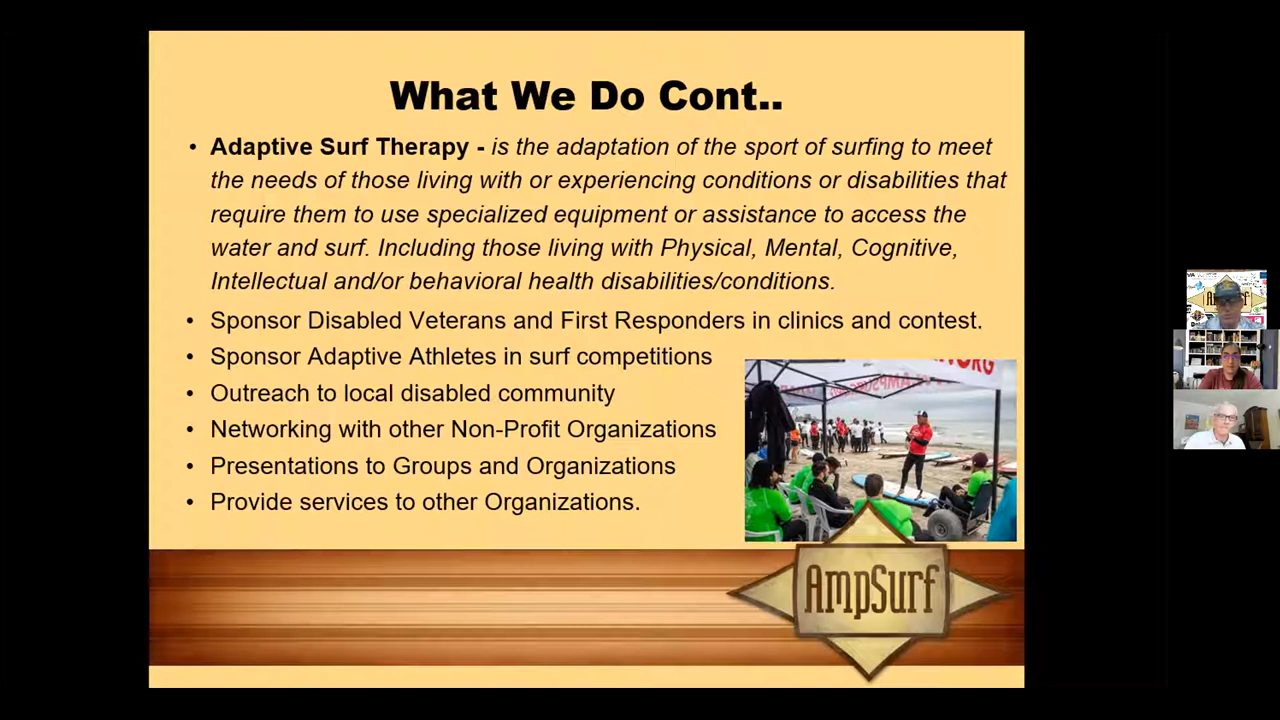 What We Do Cont..
• Adaptive Surf Therapy - is the adaptation of the sport of surfing to meet
the needs of those living with or experiencing conditions or disabilities that
require them to use specialized equipment or assistance to access the
water and surf. Including those living with Physical, Mental, Cognitive,
Intellectual and/or behavioral health disabilities/conditions.
• Sponsor Disabled Veterans and First Responders in clinics and contest.
• Sponsor Adaptive Athletes in surf competitions
• Outreach to local disabled community
• Networking with other Non-Profit Organizations
• Presentations to Groups and Organizations
• Provide services to other Organizations.
AmpSurf